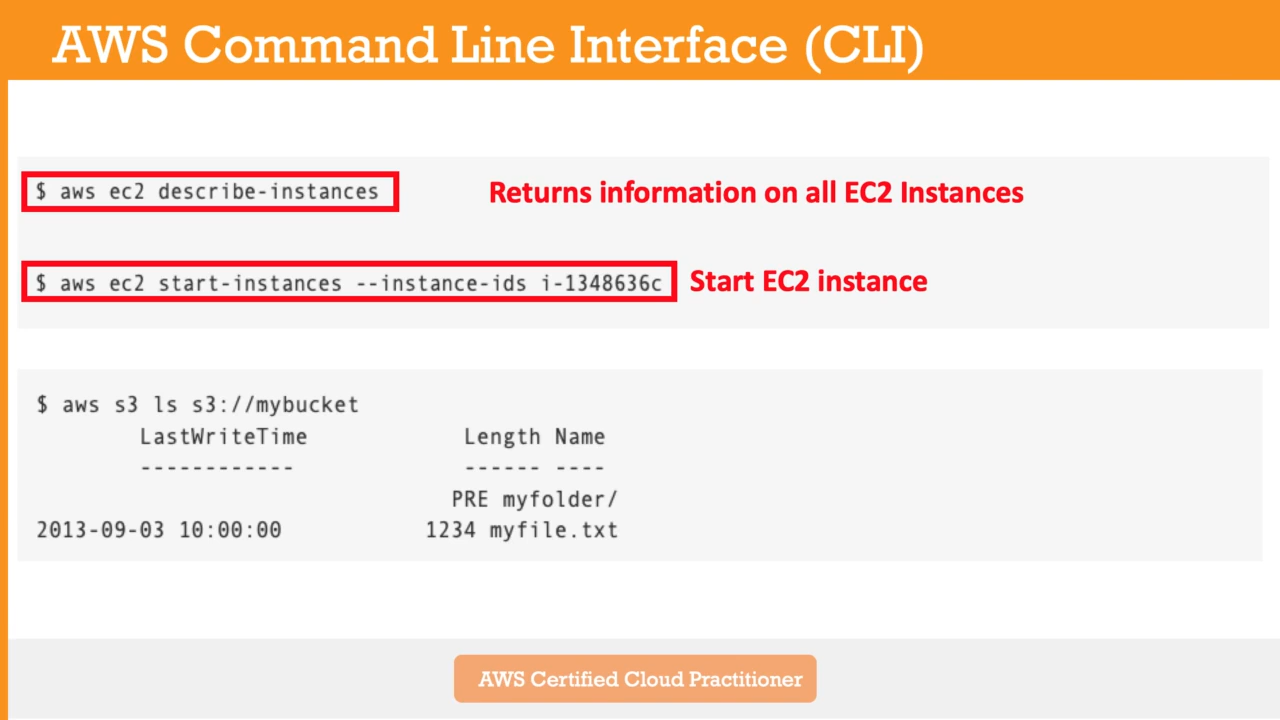 AWS Command Line Interface (CLI)
$ aws ec2 describe-instances
Returns information on all EC2 Instances
$ aws ec2 start-instances --instance-ids i-1348636c
Start EC2 instance
$ aws s3 ls s3://mybucket
LastWriteTime Length Name
------------ ------ ----
PRE myfolder/
2013-09-03 10:00:00 1234 myfile.txt
AWS Certified Cloud Practitioner